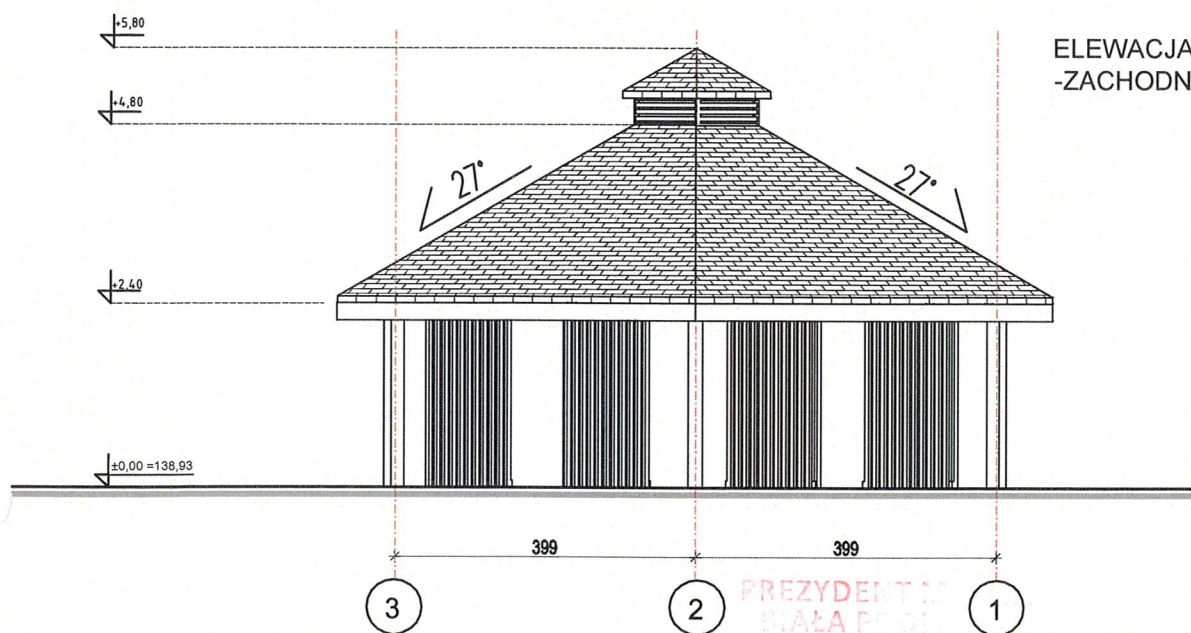 +5,80
ELEWACJA
-ZACHODN
+4,80
27°
27°
+2,40
±0,00 =138,93
399
399
3
2
1
PREZYDENT
BIAŁA